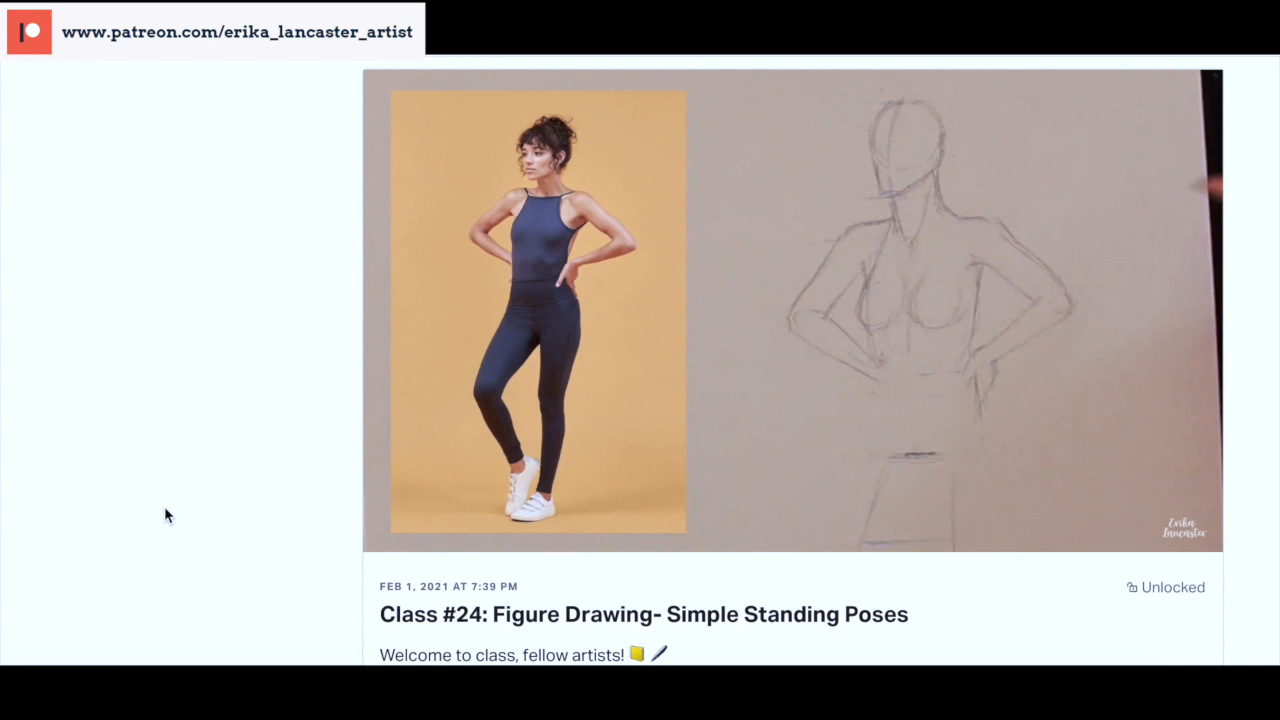 www.patreon.com/erika_lancaster_artist
Erika
Lancaster
FEB 1, 2021 AT 7:39 PM
Unlocked
Class #24: Figure Drawing- Simple Standing Poses
Welcome to class, fellow artists!